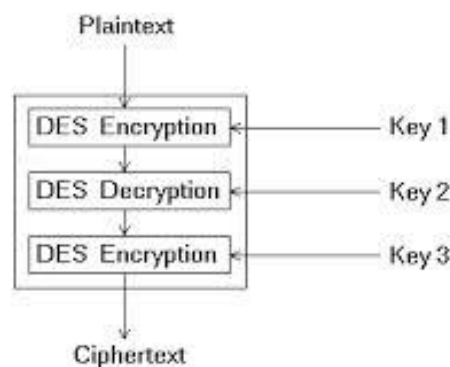 Plaintext
DES Encryption
Key 1
DES Decryption
Key 2
DES Encryption
Key 3
Ciphertext